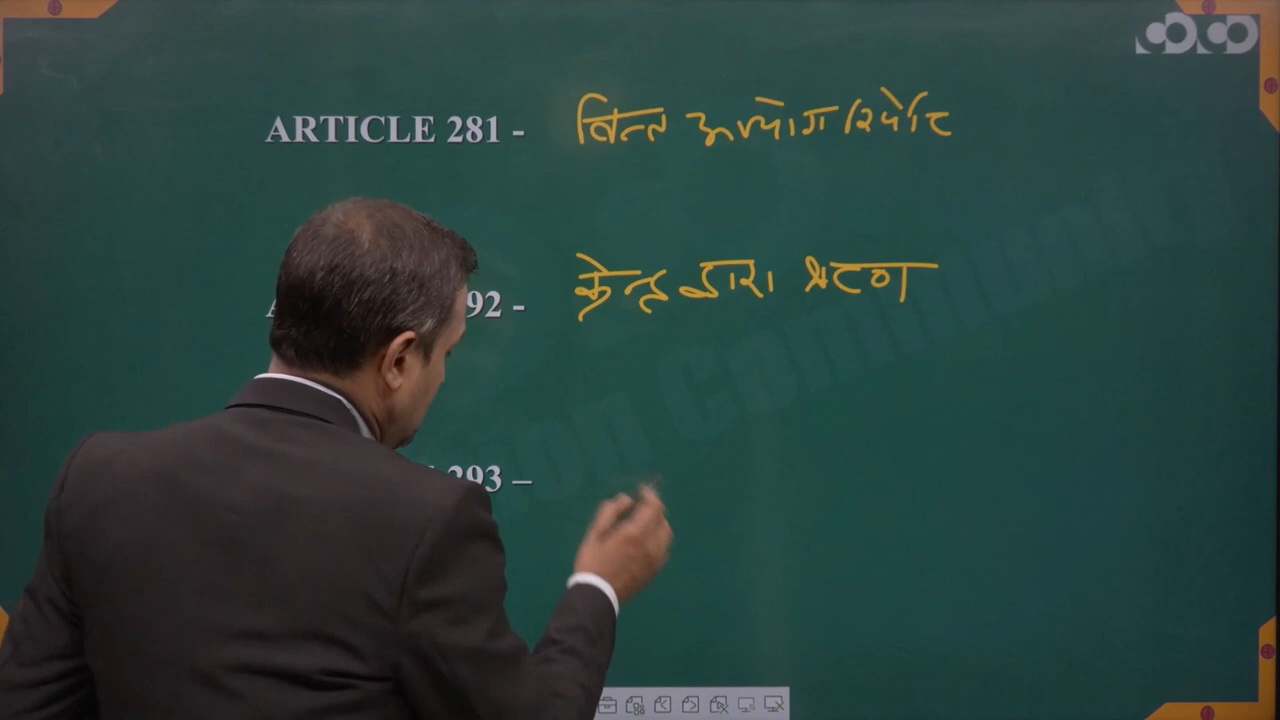 ARTICLE 281 - वित्त आयोग रिपोर्ट
92 - केन्द्र द्वारा ऋण
293 –